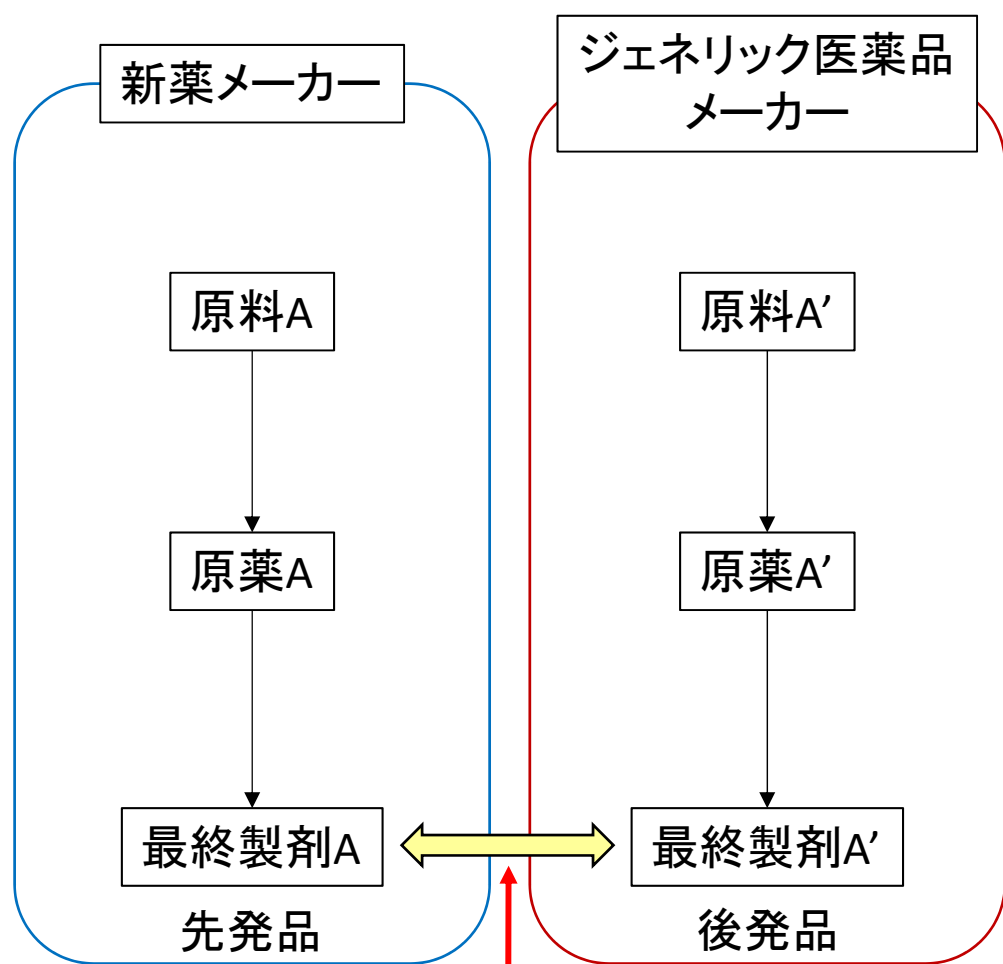 新薬メーカー
ジェネリック医薬品
メーカー
原料A
原料A’
原薬A
原薬A’
最終製剤A
最終製剤A’
先発品
後発品